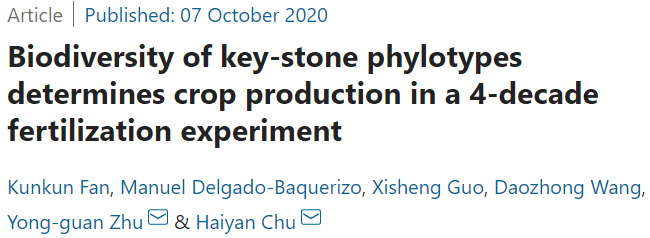 Article | Published: 07 October 2020
Biodiversity of key-stone phylotypes
determines crop production in a 4-decade
fertilization experiment
Kunkun Fan, Manuel Delgado-Baquerizo, Xisheng Guo, Daozhong Wang,
Yong-guan Zhu & Haiyan Chu